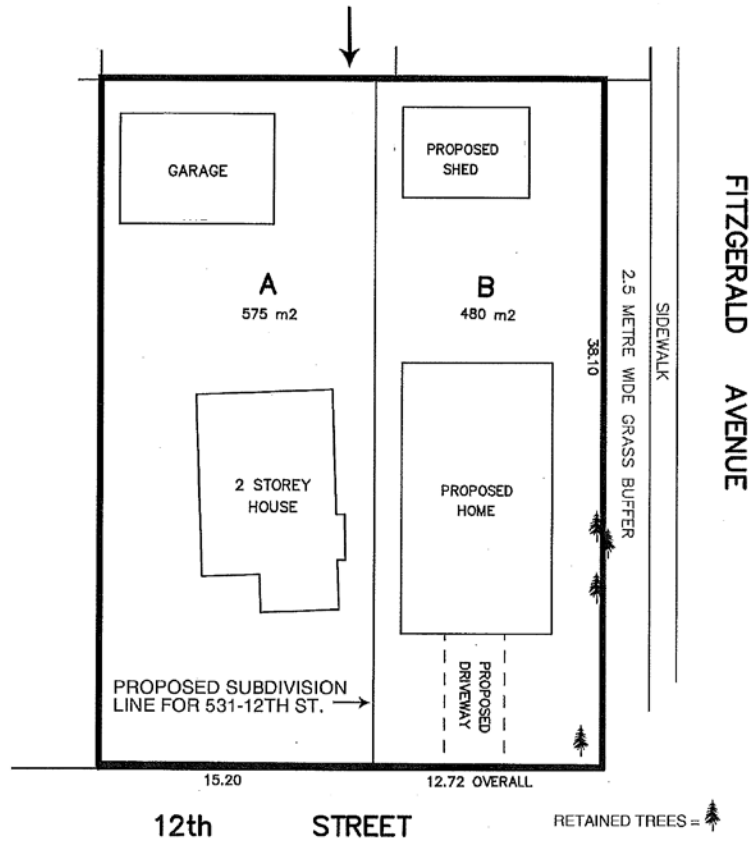 GARAGE
PROPOSED
SHED
A
575 m2
B
480 m2
38.10
2.5 METRE WIDE GRASS BUFFER
SIDEWALK
FITZGERALD AVENUE
2 STOREY
HOUSE
PROPOSED
HOME
PROPOSED SUBDIVISION
LINE FOR 531-12TH ST.
PROPOSED
DRIVEWAY
15.20
12.72 OVERALL
12th STREET
RETAINED TREES =